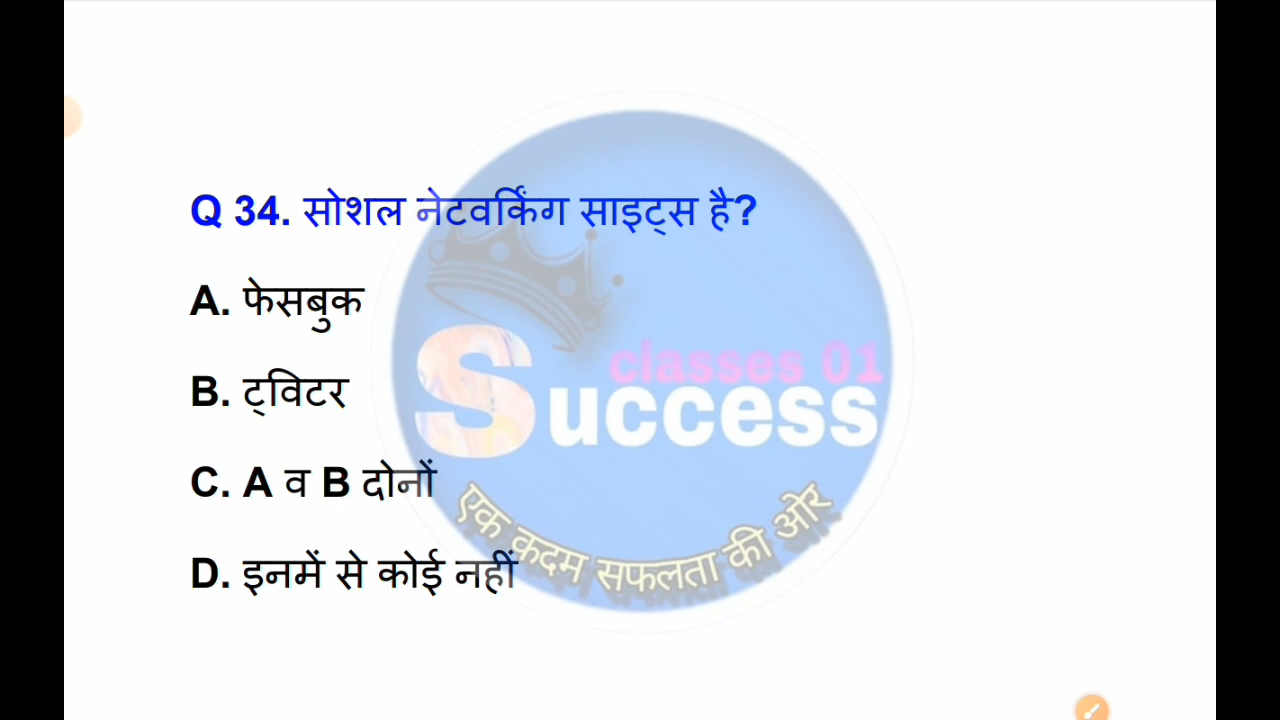 Q 34. सोशल नेटवर्किंग साइट्स है?
A. फेसबुक
B. ट्विटर
C. A व B दोनों
D. इनमें से कोई नहीं
classes 01
Success
एक कदम सफलता की ओर